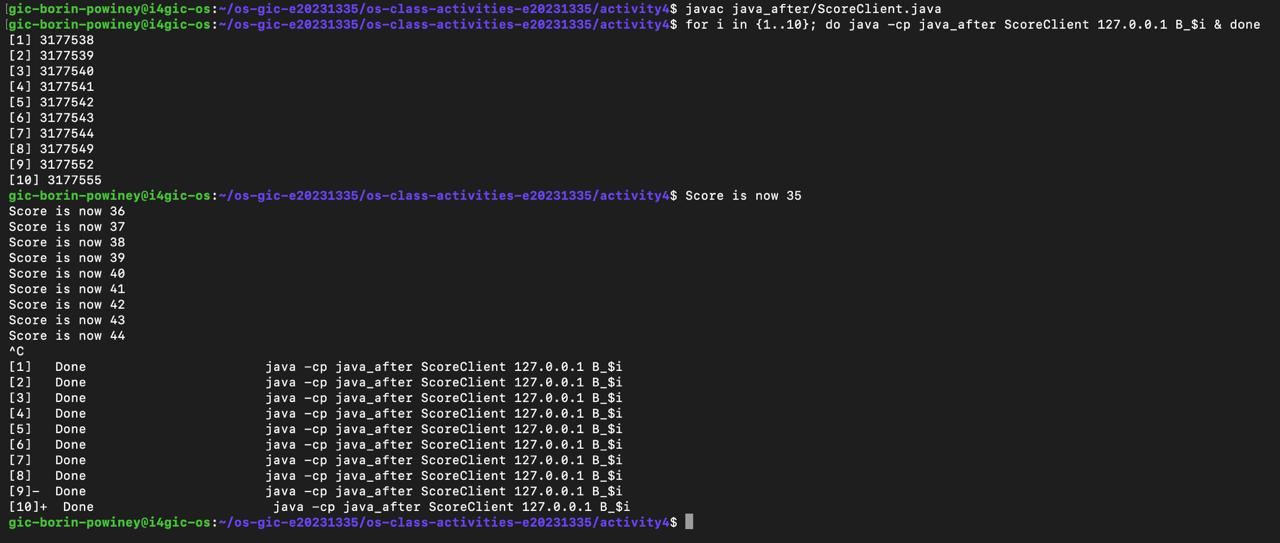 gic-borin-powiney@i4gic-os:~/os-gic-e20231335/os-class-activities-e20231335/activity4$ javac java_after/ScoreClient.java
gic-borin-powiney@i4gic-os:~/os-gic-e20231335/os-class-activities-e20231335/activity4$ for i in {1..10}; do java -cp java_after ScoreClient 127.0.0.1 B_$i & done
[1] 3177538
[2] 3177539
[3] 3177540
[4] 3177541
[5] 3177542
[6] 3177543
[7] 3177544
[8] 3177549
[9] 3177552
[10] 3177555
gic-borin-powiney@i4gic-os:~/os-gic-e20231335/os-class-activities-e20231335/activity4$ Score is now 35
Score is now 36
Score is now 37
Score is now 38
Score is now 39
Score is now 40
Score is now 41
Score is now 42
Score is now 43
Score is now 44
^C
[1]   Done                    java -cp java_after ScoreClient 127.0.0.1 B_$i
[2]   Done                    java -cp java_after ScoreClient 127.0.0.1 B_$i
[3]   Done                    java -cp java_after ScoreClient 127.0.0.1 B_$i
[4]   Done                    java -cp java_after ScoreClient 127.0.0.1 B_$i
[5]   Done                    java -cp java_after ScoreClient 127.0.0.1 B_$i
[6]   Done                    java -cp java_after ScoreClient 127.0.0.1 B_$i
[7]   Done                    java -cp java_after ScoreClient 127.0.0.1 B_$i
[8]   Done                    java -cp java_after ScoreClient 127.0.0.1 B_$i
[9]-  Done                    java -cp java_after ScoreClient 127.0.0.1 B_$i
[10]+  Done                    java -cp java_after ScoreClient 127.0.0.1 B_$i
gic-borin-powiney@i4gic-os:~/os-gic-e20231335/os-class-activities-e20231335/activity4$